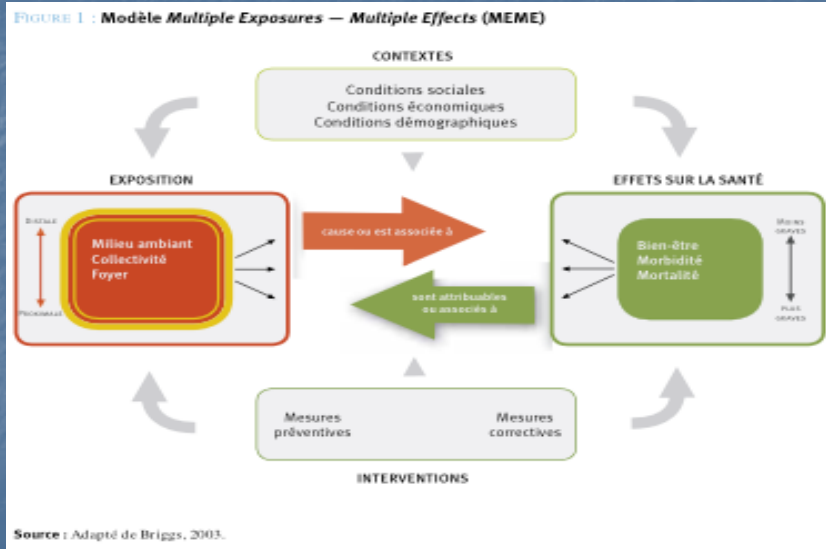 FIGURE 1 : Modèle Multiple Exposures — Multiple Effects (MEME)
CONTEXTES
Conditions sociales
Conditions économiques
Conditions démographiques
EXPOSITION
DISTALE
PROXIMALE
Milieu ambiant
Collectivité
Foyer
cause ou est associée à
sont attribuables
ou associés à
EFFETS SUR LA SANTÉ
Bien-être
Morbidité
Mortalité
MOINS
GRAVES
PLUS
GRAVES
Mesures
préventives
Mesures
correctives
INTERVENTIONS
Source : Adapté de Briggs, 2003.